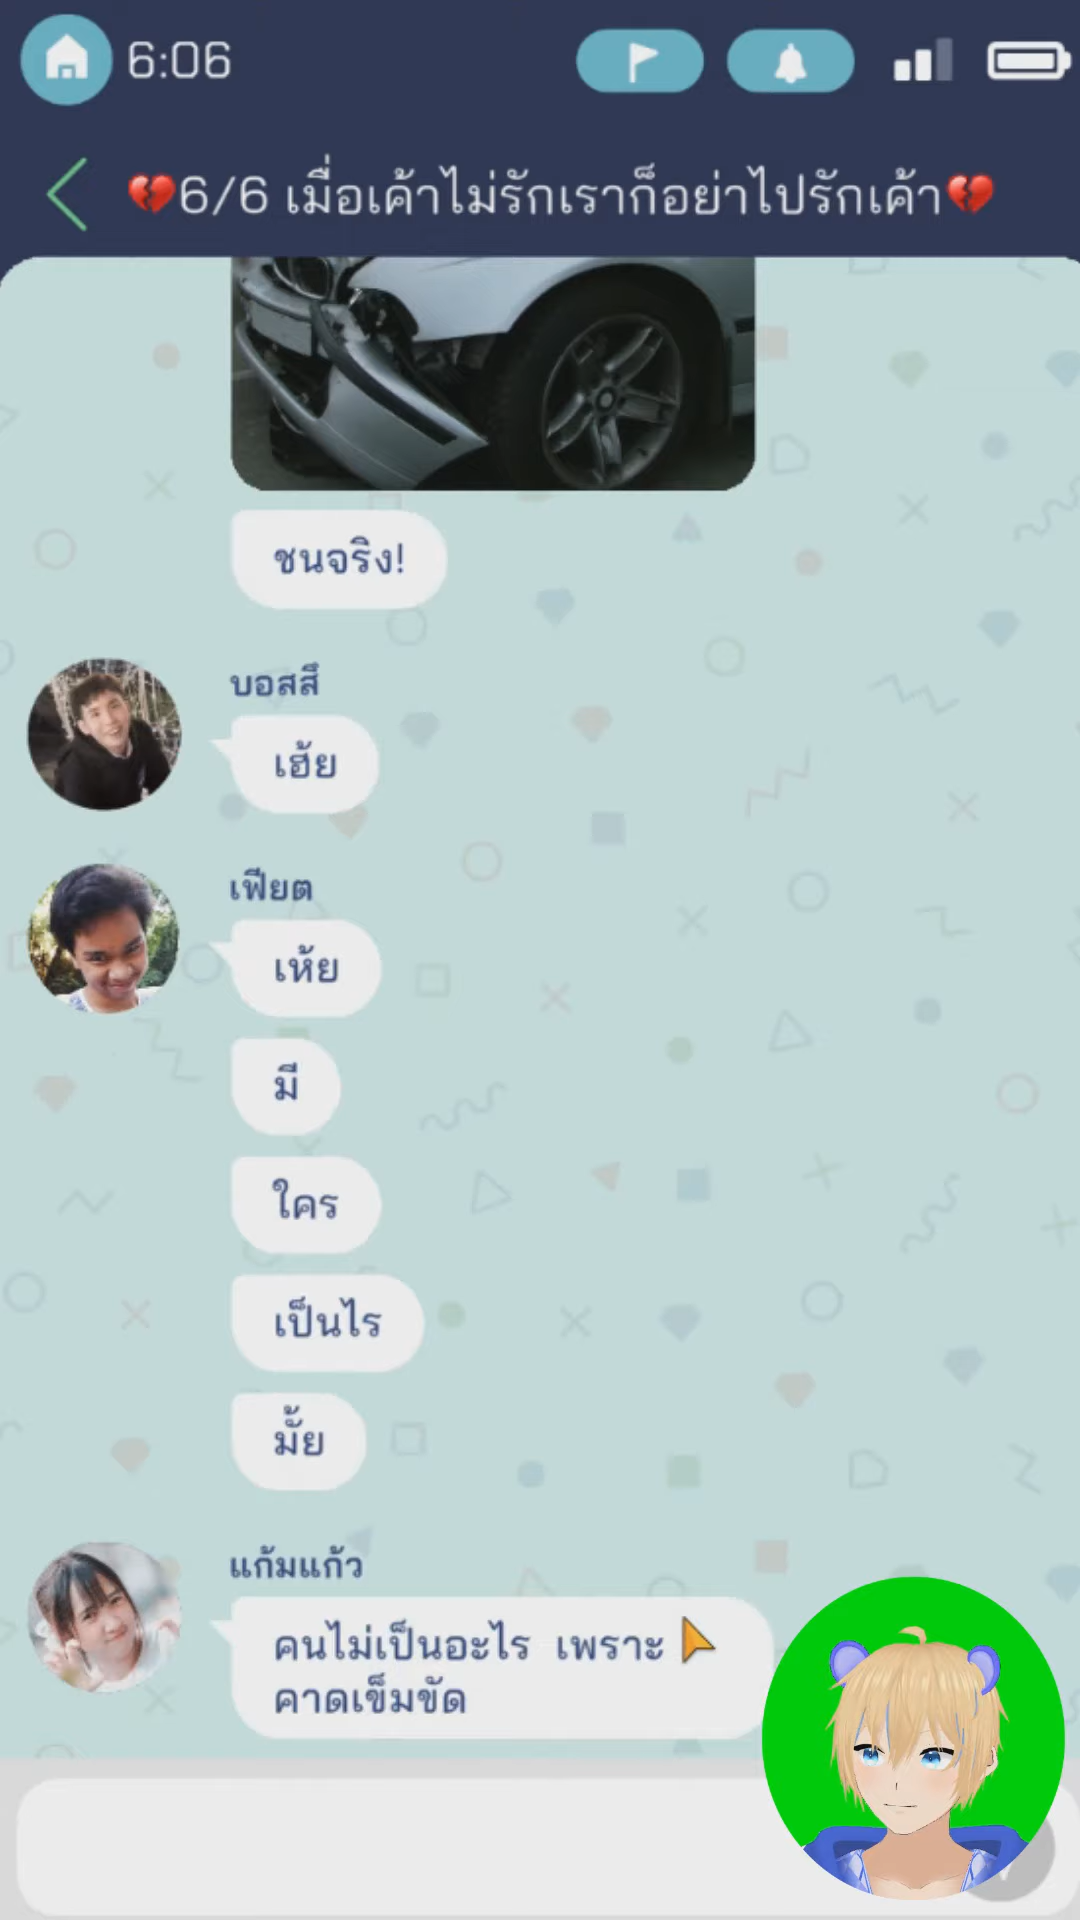 6:06
💔6/6 เมื่อเค้าไม่รักเราก็อย่าไปรักเค้า💔
ชนจริง!
บอสสึ
เฮ้ย
เฟียต
เห้ย
มี
ใคร
เป็นไร
มั้ย
แก้มแก้ว
คนไม่เป็นอะไร เพราะ
คาดเข็มขัด